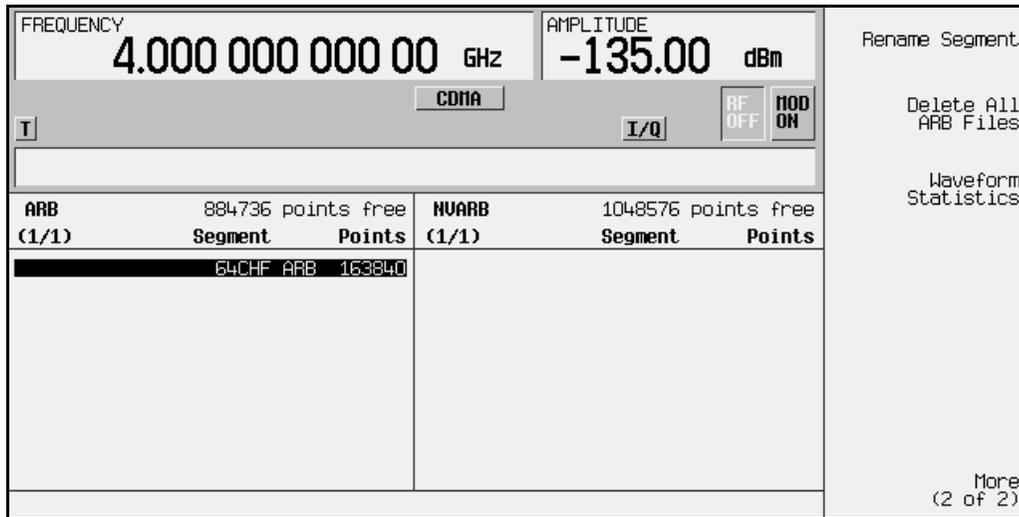 FREQUENCY
4.000 000 000 00 GHz
AMPLITUDE
-135.00 dBm
CDMA
T
I/Q
RF OFF
MOD ON
ARB 884736 points free
(1/1) Segment Points
64CHF ARB 163840
NVARB 1048576 points free
(1/1) Segment Points
Rename Segment
Delete All
ARB Files
Waveform
Statistics
More
(2 of 2)